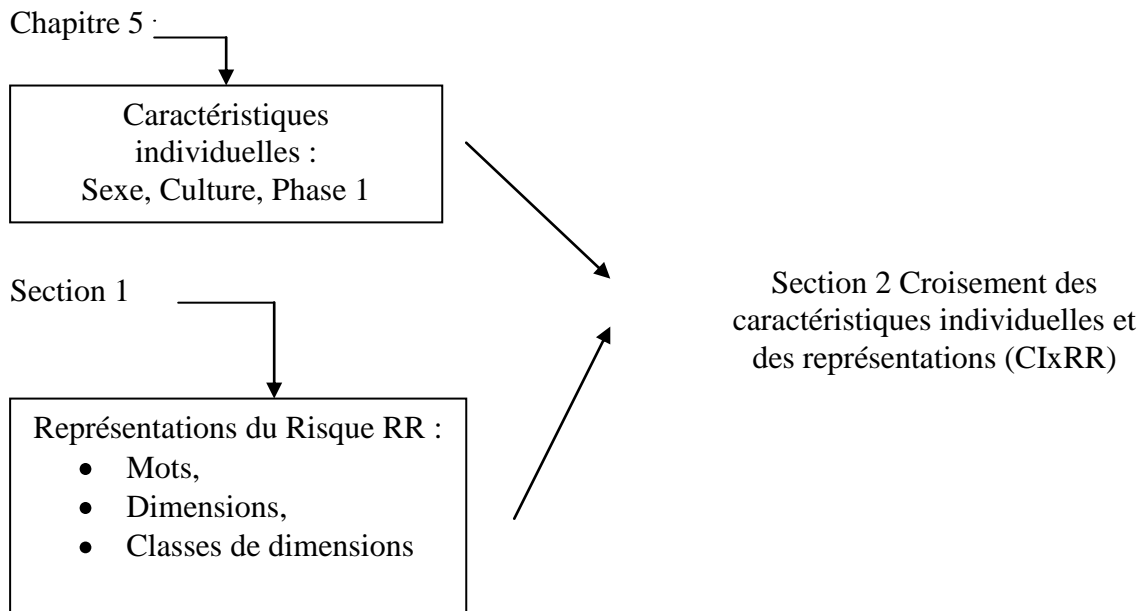 Chapitre 5
Caractéristiques
individuelles :
Sexe, Culture, Phase 1
Section 1
Représentations du Risque RR :
• Mots,
• Dimensions,
• Classes de dimensions
Section 2 Croisement des
caractéristiques individuelles et
des représentations (CIxRR)